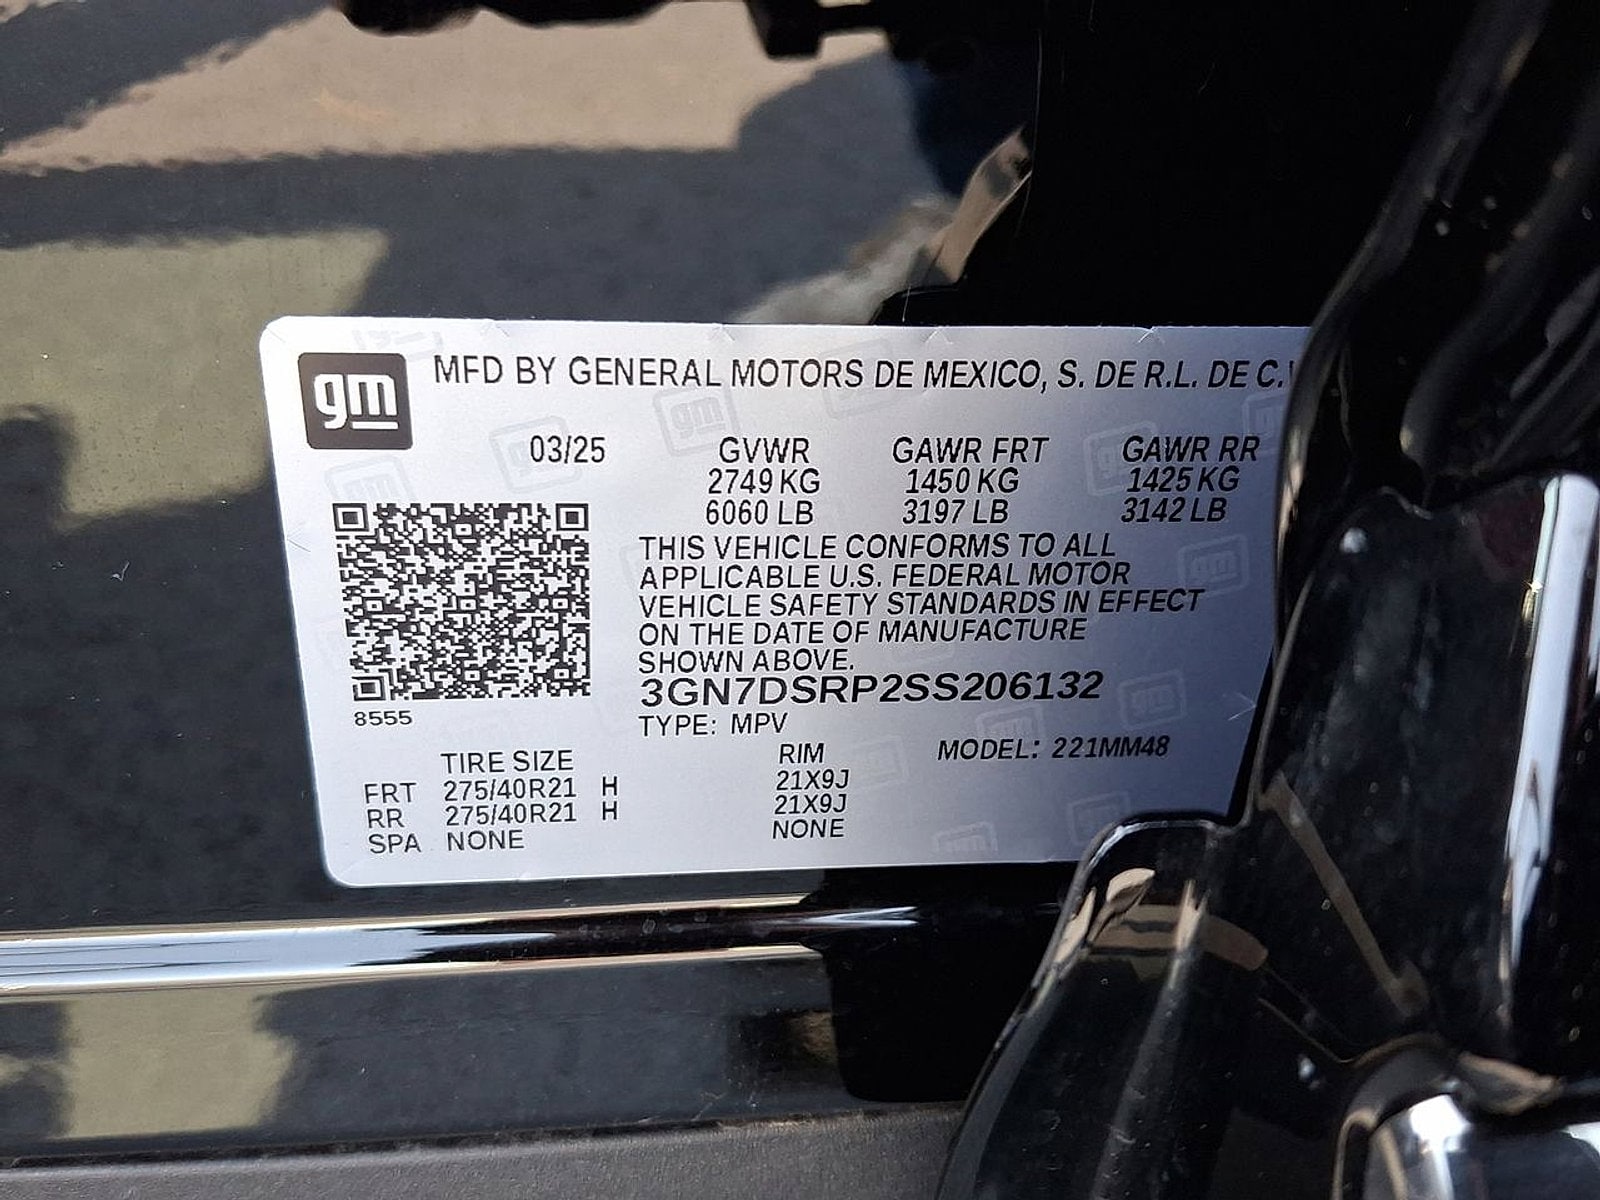 gm MFD BY GENERAL MOTORS DE MEXICO, S. DE R.L. DE C.
03/25 GVWR GAWR FRT GAWR RR
2749 KG 1450 KG 1425 KG
6060 LB 3197 LB 3142 LB
THIS VEHICLE CONFORMS TO ALL
APPLICABLE U.S. FEDERAL MOTOR
VEHICLE SAFETY STANDARDS IN EFFECT
ON THE DATE OF MANUFACTURE
SHOWN ABOVE.
3GN7DSRP2SS206132
8555
TYPE: MPV
TIRE SIZE RIM MODEL: 221MM48
FRT 275/40R21 H 21X9J
RR 275/40R21 H 21X9J
SPA NONE NONE